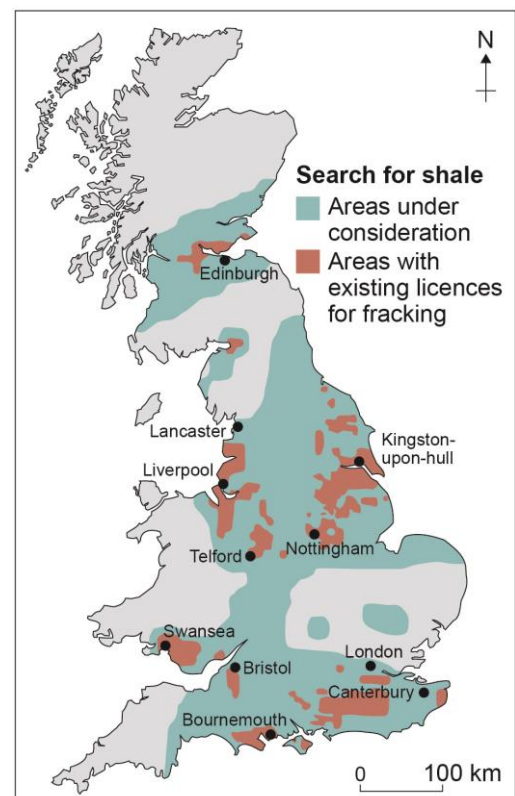 N
Search for shale
Areas under
consideration
Areas with
existing licences
for fracking
Edinburgh
Lancaster
Kingston-
upon-hull
Liverpool
Nottingham
Telford
Swansea
London
Bristol
Canterbury
Bournemouth
0 100 km